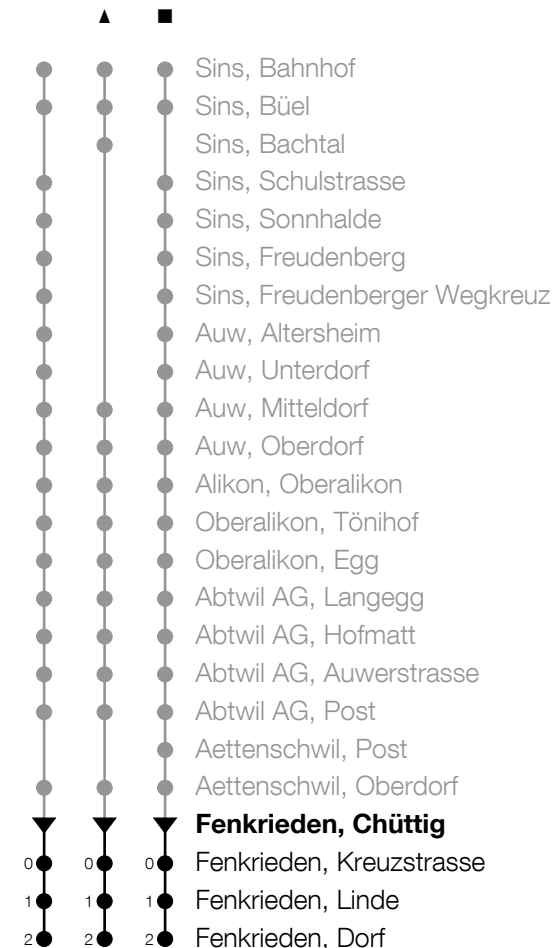 Sins, Bahnhof
Sins, Büel
Sins, Bachtal
Sins, Schulstrasse
Sins, Sonnhalde
Sins, Freudenberg
Sins, Freudenberger Wegkreuz
Auw, Altersheim
Auw, Unterdorf
Auw, Mitteldorf
Auw, Oberdorf
Alikon, Oberalikon
Oberalikon, Tönihof
Oberalikon, Egg
Abtwil AG, Langegg
Abtwil AG, Hofmatt
Abtwil AG, Auwerstrasse
Abtwil AG, Post
Aettenschwil, Post
Aettenschwil, Oberdorf
Fenkrieden, Chüttig
0 0 0 Fenkrieden, Kreuzstrasse
1 1 1 Fenkrieden, Linde
2 2 2 Fenkrieden, Dorf